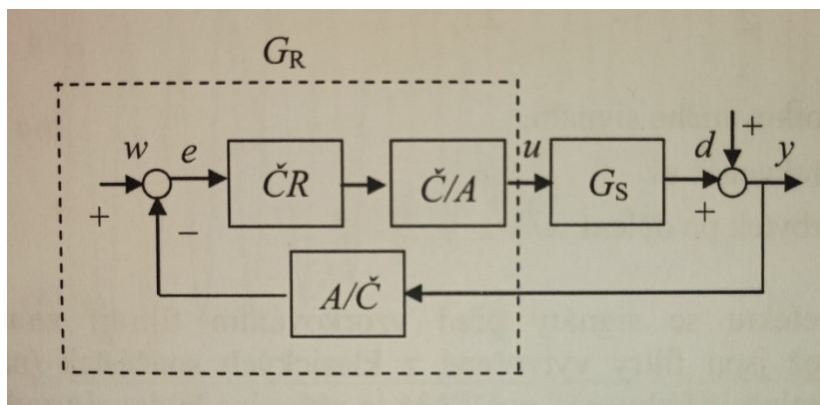 G_R
w e u d + y
ČR Č/A G_S
+ − +
A/Č